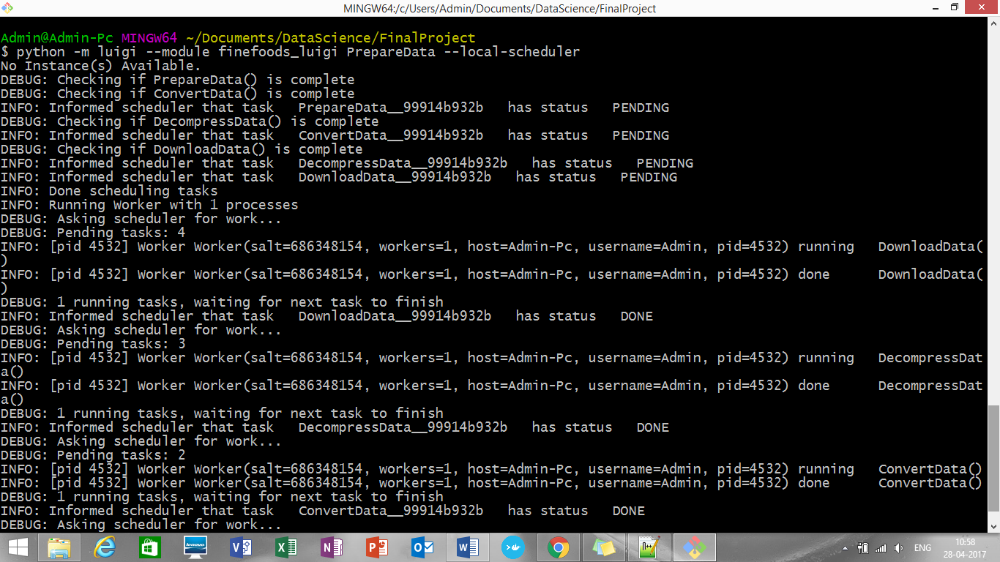 MINGW64:/c/Users/Admin/Documents/DataScience/FinalProject
Admin@Admin-Pc MINGW64 ~/Documents/DataScience/FinalProject
$ python -m luigi --module finefoods_luigi PrepareData --local-scheduler
No Instance(s) Available.
DEBUG: Checking if PrepareData() is complete
DEBUG: Checking if ConvertData() is complete
INFO: Informed scheduler that task   PrepareData__99914b932b   has status   PENDING
DEBUG: Checking if DecompressData() is complete
INFO: Informed scheduler that task   ConvertData__99914b932b   has status   PENDING
DEBUG: Checking if DownloadData() is complete
INFO: Informed scheduler that task   DecompressData__99914b932b   has status   PENDING
INFO: Informed scheduler that task   DownloadData__99914b932b   has status   PENDING
INFO: Done scheduling tasks
INFO: Running Worker with 1 processes
DEBUG: Asking scheduler for work...
DEBUG: Pending tasks: 4
INFO: [pid 4532] Worker Worker(salt=686348154, workers=1, host=Admin-Pc, username=Admin, pid=4532) running   DownloadData(
)
INFO: [pid 4532] Worker Worker(salt=686348154, workers=1, host=Admin-Pc, username=Admin, pid=4532) done      DownloadData(
)
DEBUG: 1 running tasks, waiting for next task to finish
INFO: Informed scheduler that task   DownloadData__99914b932b   has status   DONE
DEBUG: Asking scheduler for work...
DEBUG: Pending tasks: 3
INFO: [pid 4532] Worker Worker(salt=686348154, workers=1, host=Admin-Pc, username=Admin, pid=4532) running   DecompressDat
a()
INFO: [pid 4532] Worker Worker(salt=686348154, workers=1, host=Admin-Pc, username=Admin, pid=4532) done      DecompressDat
a()
DEBUG: 1 running tasks, waiting for next task to finish
INFO: Informed scheduler that task   DecompressData__99914b932b   has status   DONE
DEBUG: Asking scheduler for work...
DEBUG: Pending tasks: 2
INFO: [pid 4532] Worker Worker(salt=686348154, workers=1, host=Admin-Pc, username=Admin, pid=4532) running   ConvertData()
INFO: [pid 4532] Worker Worker(salt=686348154, workers=1, host=Admin-Pc, username=Admin, pid=4532) done      ConvertData()
DEBUG: 1 running tasks, waiting for next task to finish
INFO: Informed scheduler that task   ConvertData__99914b932b   has status   DONE
DEBUG: Asking scheduler for work...
lenovo
ENG
10:58
28-04-2017